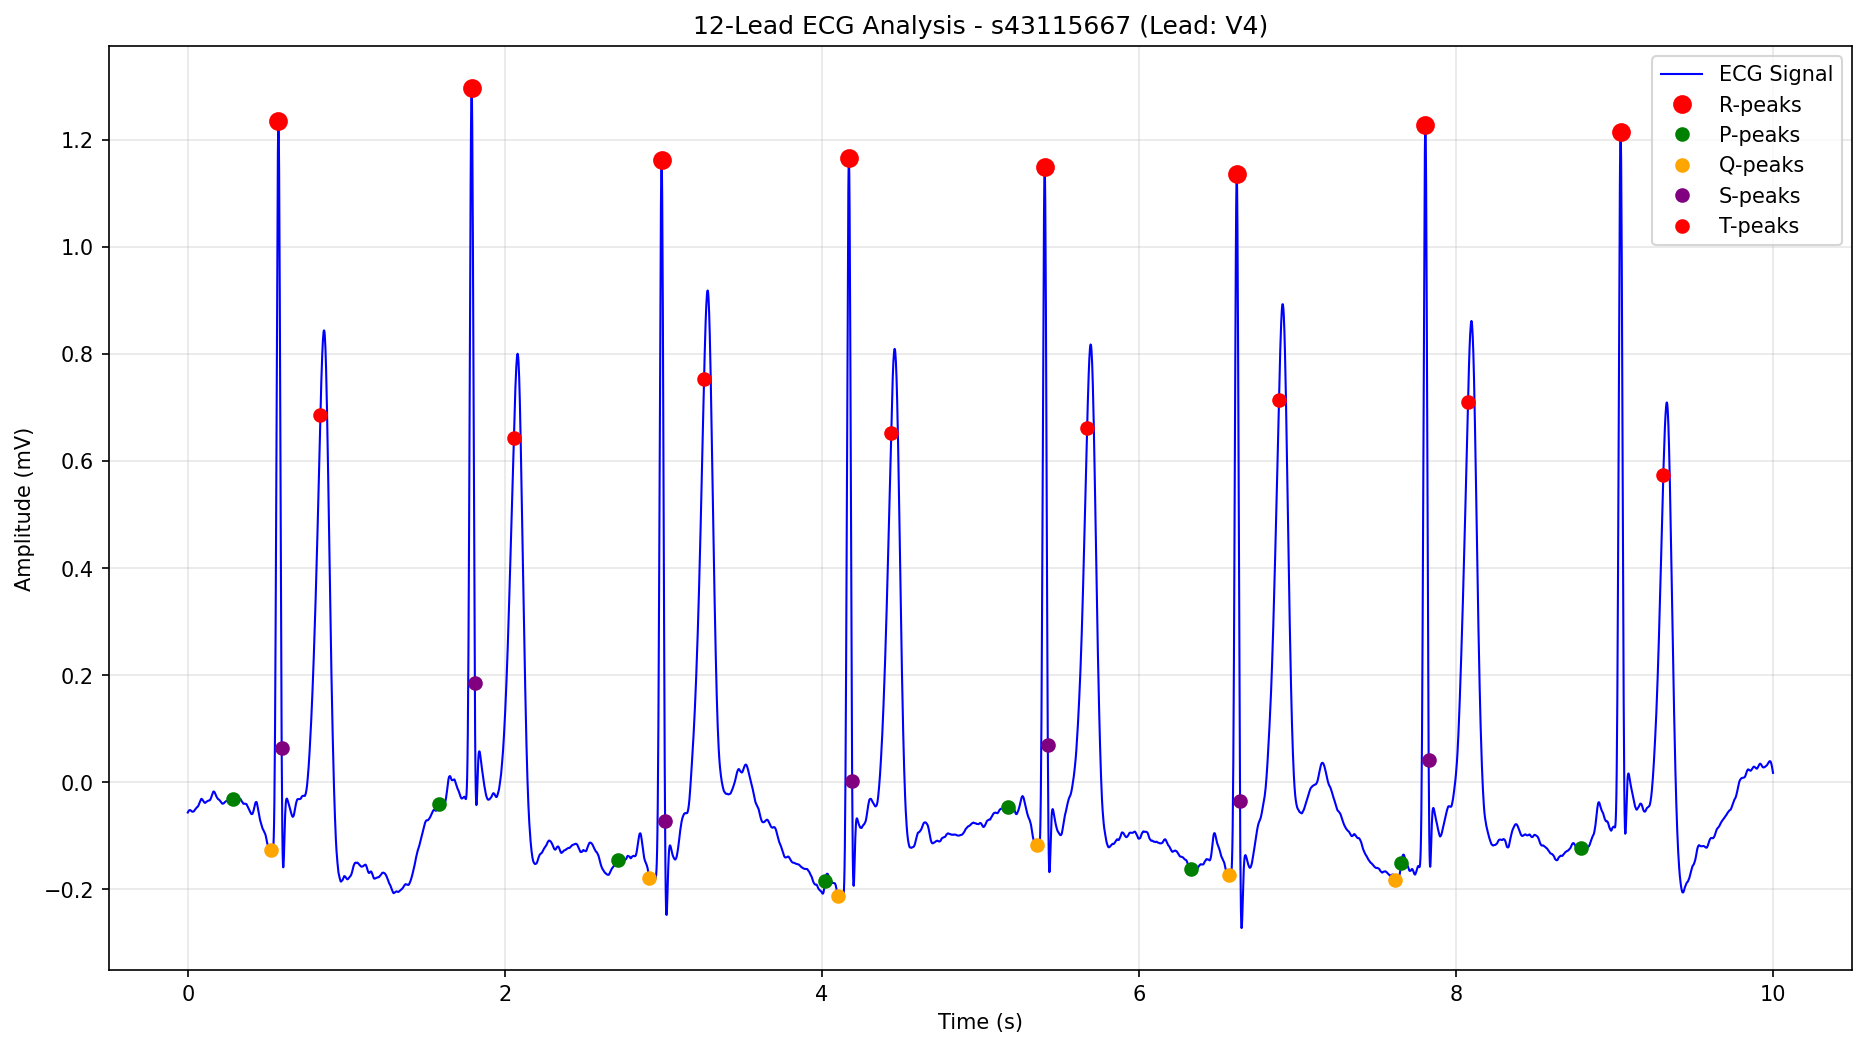 12-Lead ECG Analysis - s43115667 (Lead: V4)
ECG Signal
R-peaks
P-peaks
Q-peaks
S-peaks
T-peaks
Amplitude (mV)
1.2
1.0
0.8
0.6
0.4
0.2
0.0
−0.2
0
2
4
6
8
10
Time (s)